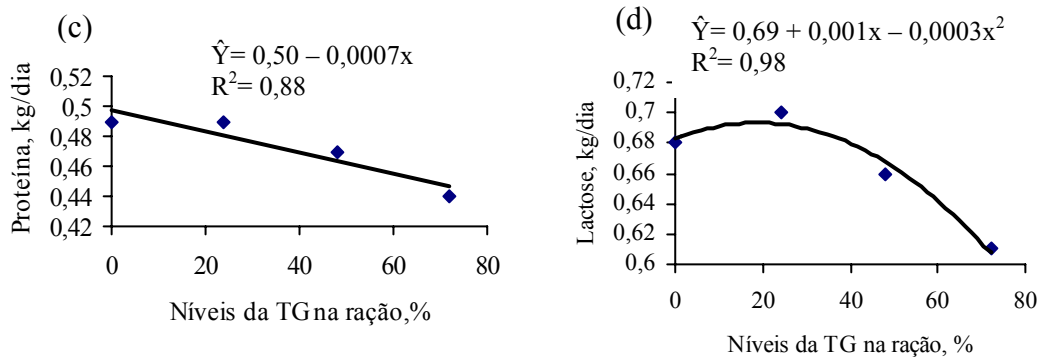 (c)
Ŷ= 0,50 – 0,0007x
R²= 0,88
Proteína, kg/dia
0,52
0,5
0,48
0,46
0,44
0,42
0 20 40 60 80
Níveis da TG na ração,%
(d)
Ŷ= 0,69 + 0,001x – 0,0003x²
R²= 0,98
Lactose, kg/dia
0,72
0,7
0,68
0,66
0,64
0,62
0,6
0 20 40 60 80
Níveis da TG na ração, %